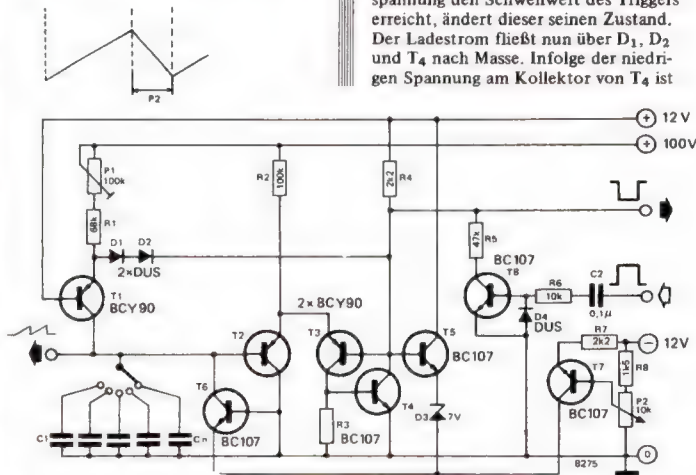 spannung den Schwellwert des Triggers
erreicht, ändert dieser seinen Zustand.
Der Ladestrom fließt nun über D1, D2
und T4 nach Masse. Infolge der niedri-
gen Spannung am Kollektor von T4 ist
P2
+ 12 V
+ 100V
P1
100k
R1
68k
D1 D2
2xDUS
T1
BCY90
R2
100k
R4
2k2
R5
47k
BC107
T8
R6
10k
C2
0,1µ
D4
DUS
2xBCY90
T2
T3
T4
T5
BC107
T6
BC107
R3
BC107
D3
7V
R7
2k2
− 12V
R8
1k5
T7
BC107
P2
10k
C1
Cn
8275
0